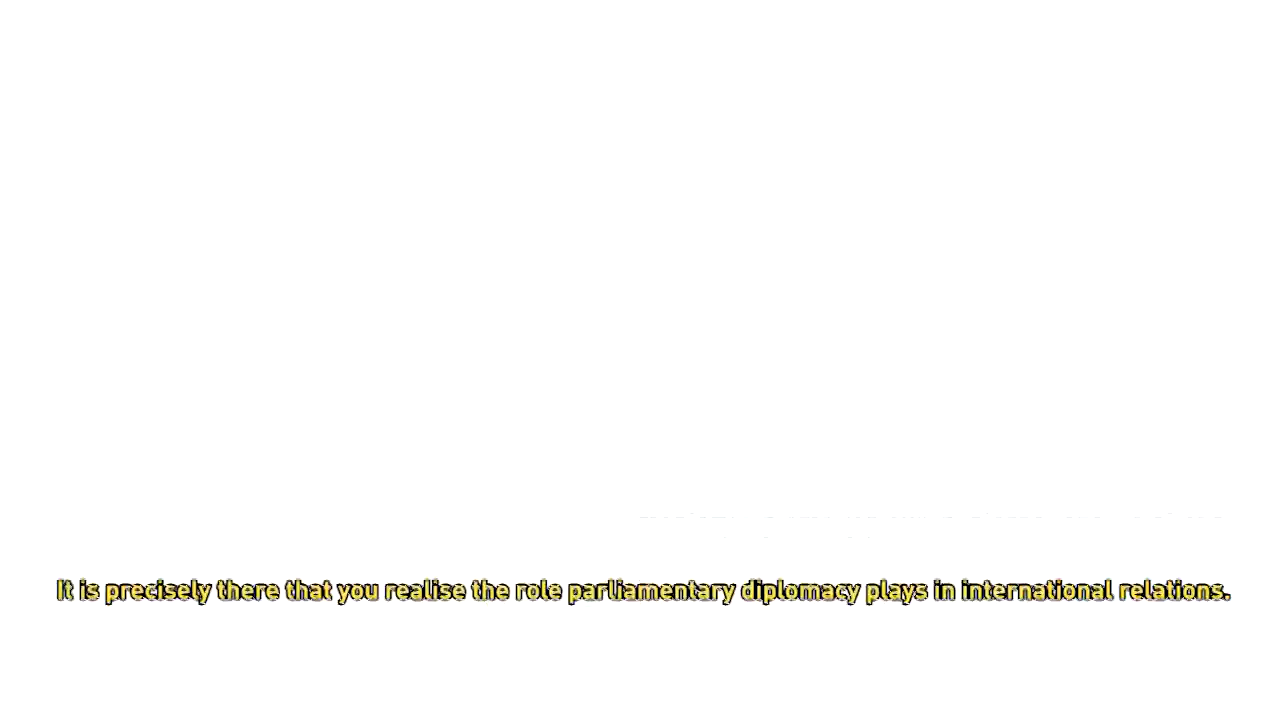 It is precisely there that you realise the role parliamentary diplomacy plays in international relations.